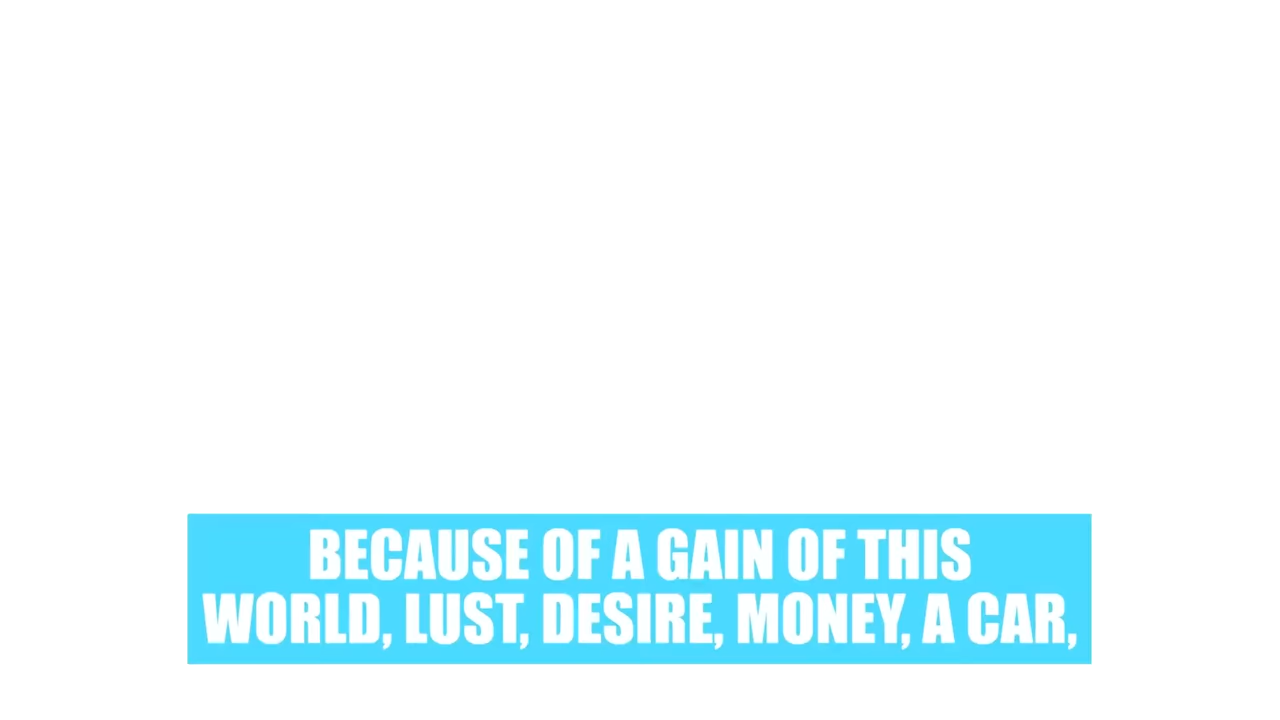 BECAUSE OF A GAIN OF THIS
WORLD, LUST, DESIRE, MONEY, A CAR,